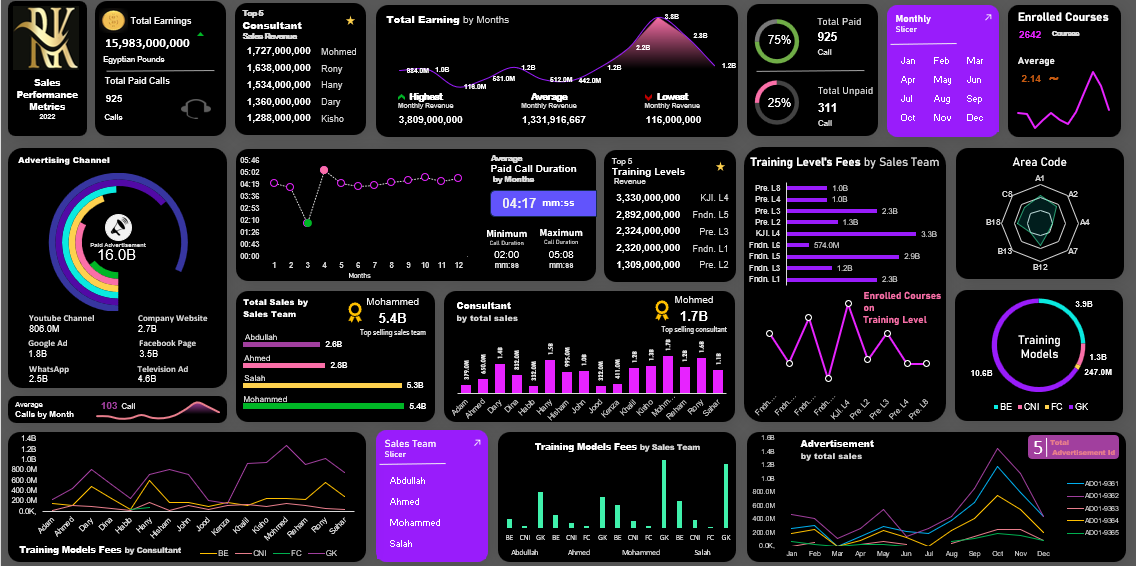 Sales
Performance
Metrics
2022
Total Earnings
15,983,000,000
Egyptian Pounds
Total Paid Calls
925
Calls
Top 5
Consultant
Sales Revenue
1,727,000,000 Mohmed
1,638,000,000 Rony
1,534,000,000 Hany
1,360,000,000 Dary
1,288,000,000 Kisho
Total Earning by Months
984.0M 1.0B 116.0M 531.0M 1.2B 512.0M 442.0M 1.2B 2.2B 3.8B 2.8B 1.2B
Highest
Monthly Revenue
3,809,000,000
Average
Monthly Revenue
1,331,916,667
Lowest
Monthly Revenue
116,000,000
75%
Total Paid
925
Call
25%
Total Unpaid
311
Call
Monthly
Slicer
Jan Feb Mar
Apr May Jun
Jul Aug Sep
Oct Nov Dec
Enrolled Courses
2642 Courses
Average
2.14
Advertising Channel
Paid Advertisement
16.0B
Youtube Channel
806.0M
Company Website
2.7B
Google Ad
1.8B
Facebook Page
3.5B
WhatsApp
2.5B
Television Ad
4.6B
Average
Calls by Month
103 Call
05:46
05:02
04:19
03:36
02:53
02:10
01:26
00:43
00:00
1 2 3 4 5 6 7 8 9 10 11 12
Months
Average
Paid Call Duration
by Months
04:17 mm:ss
Minimum
Call Duration
02:00
mm:ss
Maximum
Call Duration
05:08
mm:ss
Top 5
Training Levels
Revenue
3,330,000,000 KJI. L4
2,892,000,000 Fndn. L5
2,324,000,000 Pre. L3
2,320,000,000 Fndn. L1
1,309,000,000 Pre. L2
Training Level's Fees by Sales Team
Pre. L8 1.0B
Pre. L4 1.0B
Pre. L3 2.3B
Pre. L2 1.3B
KJI. L4 3.3B
Fndn. L6 574.0M
Fndn. L5 2.9B
Fndn. L3 1.2B
Fndn. L1 2.3B
Enrolled Courses
on
Training Level
Fndn... Fndn... Fndn... Fndn... KJI. L4 Pre. L2 Pre. L3 Pre. L4 Pre. L8
Area Code
A1
A2
A4
A7
B12
B13
B18
C8
Total Sales by
Sales Team
Mohammed
5.4B
Top selling sales team
Abdullah
2.6B
Ahmed
2.8B
Salah
5.3B
Mohammed
5.4B
Consultant
by total sales
Mohmed
1.7B
Top selling consultant
Adam Ahmed Dary Dina Habib Hany Hisham John Jood Kenza Khalil Kisho Mohm... Reham Rony Sahar
Training
Models
3.9B
1.3B
247.0M
10.6B
BE CNI FC GK
1.4B
1.2B
1.0B
800.0M
600.0M
400.0M
200.0M
0.0K,
Adam Ahmed Dary Dina Habib Hany Hisham John Jood Kenza Khalil Kisho Mohmed Reham Rony Sahar
Training Models Fees by Consultant
BE CNI FC GK
Sales Team
Slicer
Abdullah
Ahmed
Mohammed
Salah
Training Models Fees by Sales Team
BE CNI GK BE CNI FC GK BE CNI FC GK BE CNI FC GK
Abdullah Ahmed Mohammed Salah
Advertisement
by total sales
5 Total
Advertisement Id
1.6B
1.4B
1.2B
1.0B
800.0M
600.0M
400.0M
200.0M
0.0K,
Jan Feb Mar Apr May Jun Jul Aug Sep Oct Nov Dec
AD01-9361
AD01-9362
AD01-9363
AD01-9364
AD01-9365